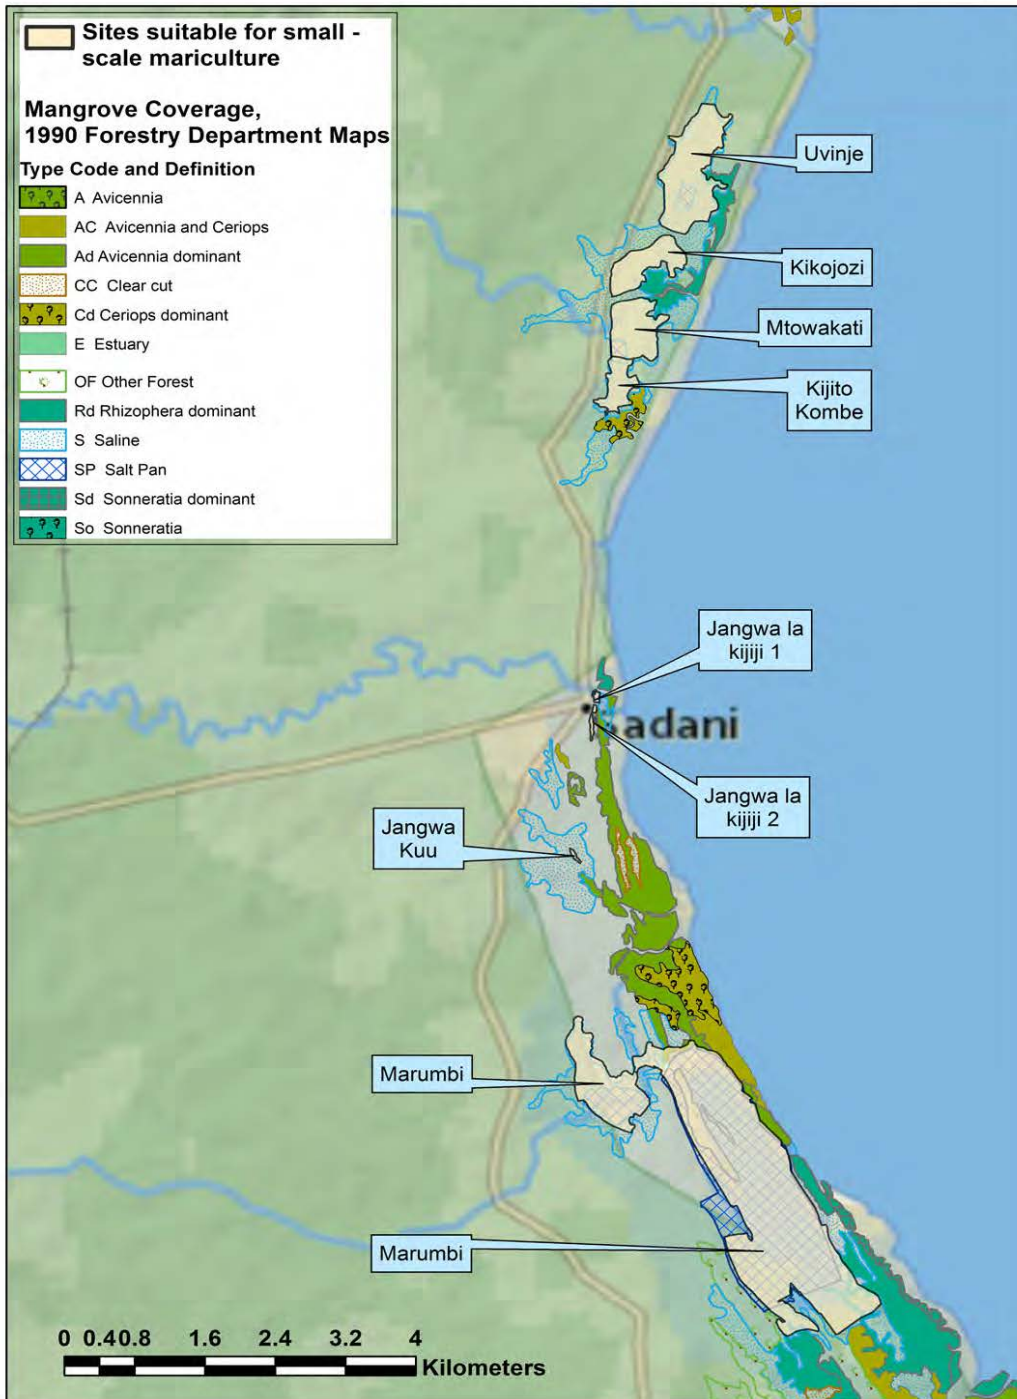 Sites suitable for small -
scale mariculture
Mangrove Coverage,
1990 Forestry Department Maps
Type Code and Definition
A Avicennia
AC Avicennia and Ceriops
Ad Avicennia dominant
CC Clear cut
Cd Ceriops dominant
E Estuary
OF Other Forest
Rd Rhizophera dominant
S Saline
SP Salt Pan
Sd Sonneratia dominant
So Sonneratia
Uvinje
Kikojozi
Mtowakati
Kijito
Kombe
Jangwa la
kijiji 1
adani
Jangwa la
kijiji 2
Jangwa
Kuu
Marumbi
Marumbi
0 0.4 0.8 1.6 2.4 3.2 4
Kilometers